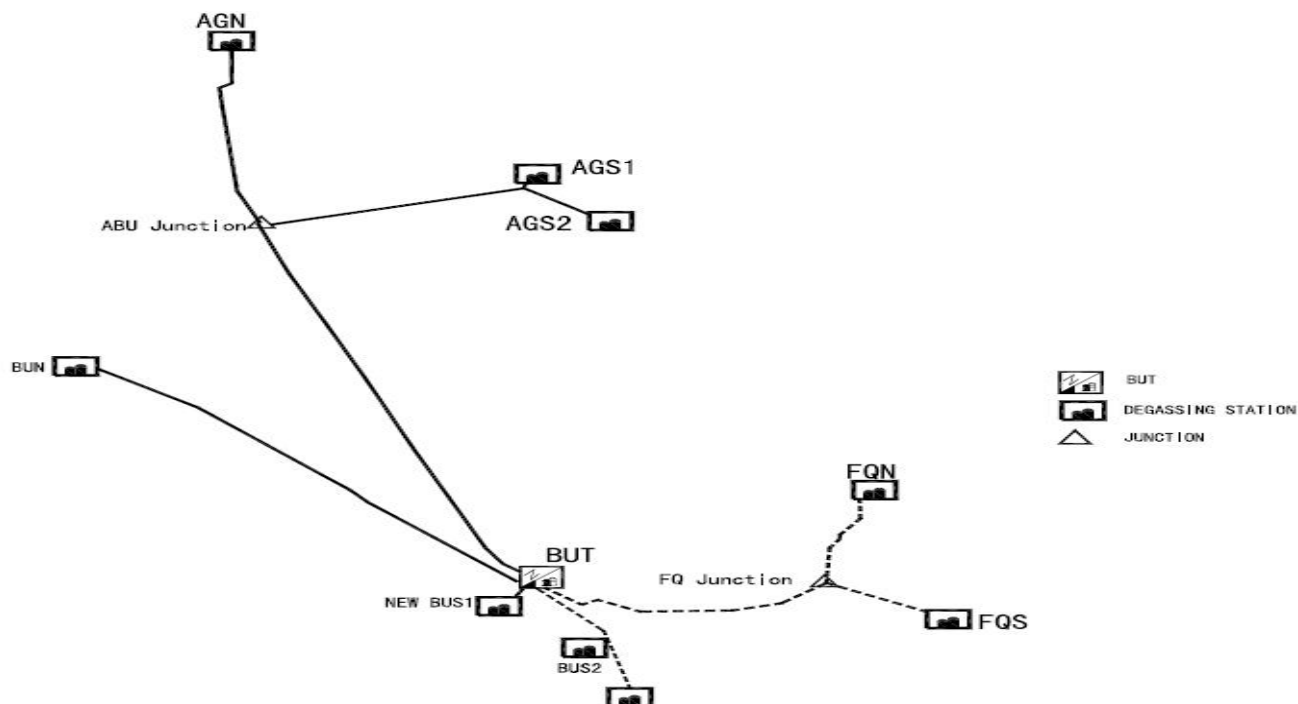 AGN
AGS1
ABU Junction
AGS2
BUN
BUT
DEGASSING STATION
JUNCTION
FQN
BUT
FQ Junction
NEW BUS1
FQS
BUS2